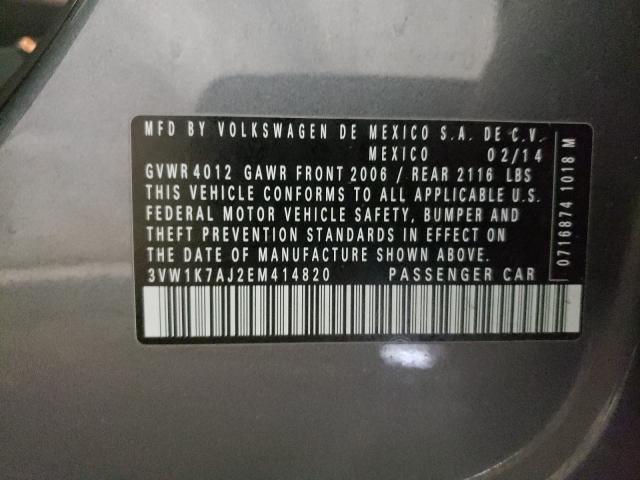 MFD BY VOLKSWAGEN DE MEXICO S.A. DE C.V.
MEXICO 02/14
GVWR 4012 GAWR FRONT 2006 / REAR 2116 LBS
THIS VEHICLE CONFORMS TO ALL APPLICABLE U.S.
FEDERAL MOTOR VEHICLE SAFETY, BUMPER AND
THEFT PREVENTION STANDARDS IN EFFECT ON
THE DATE OF MANUFACTURE SHOWN ABOVE.
3VW1K7AJ2EM414820 PASSENGER CAR
0716874 1018 M